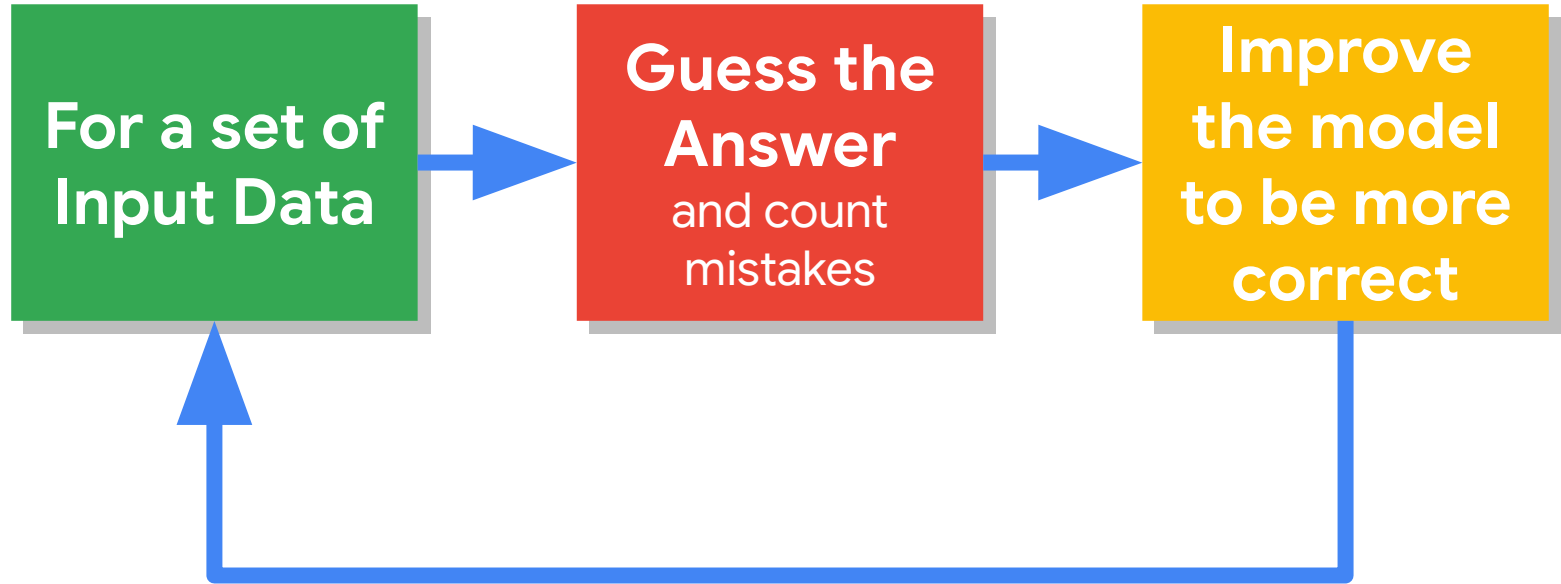 For a set of
Input Data
Guess the
Answer
and count
mistakes
Improve
the model
to be more
correct